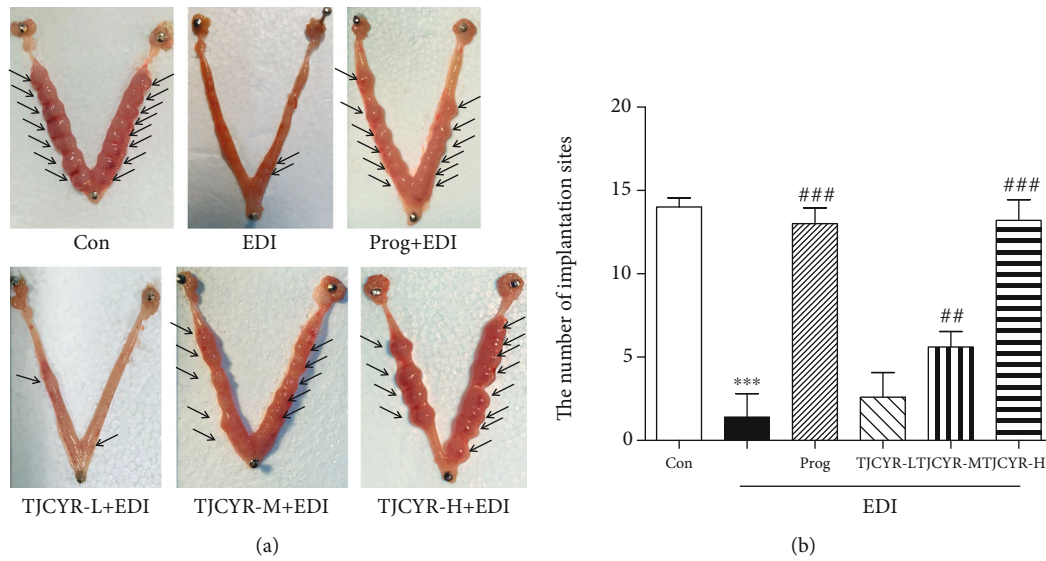 Con
EDI
Prog+EDI
TJCYR-L+EDI
TJCYR-M+EDI
TJCYR-H+EDI
(a)
The number of implantation sites
20
15
10
5
0
***
###
##
###
Con
Prog
TJCYR-L
TJCYR-M
TJCYR-H
EDI
(b)